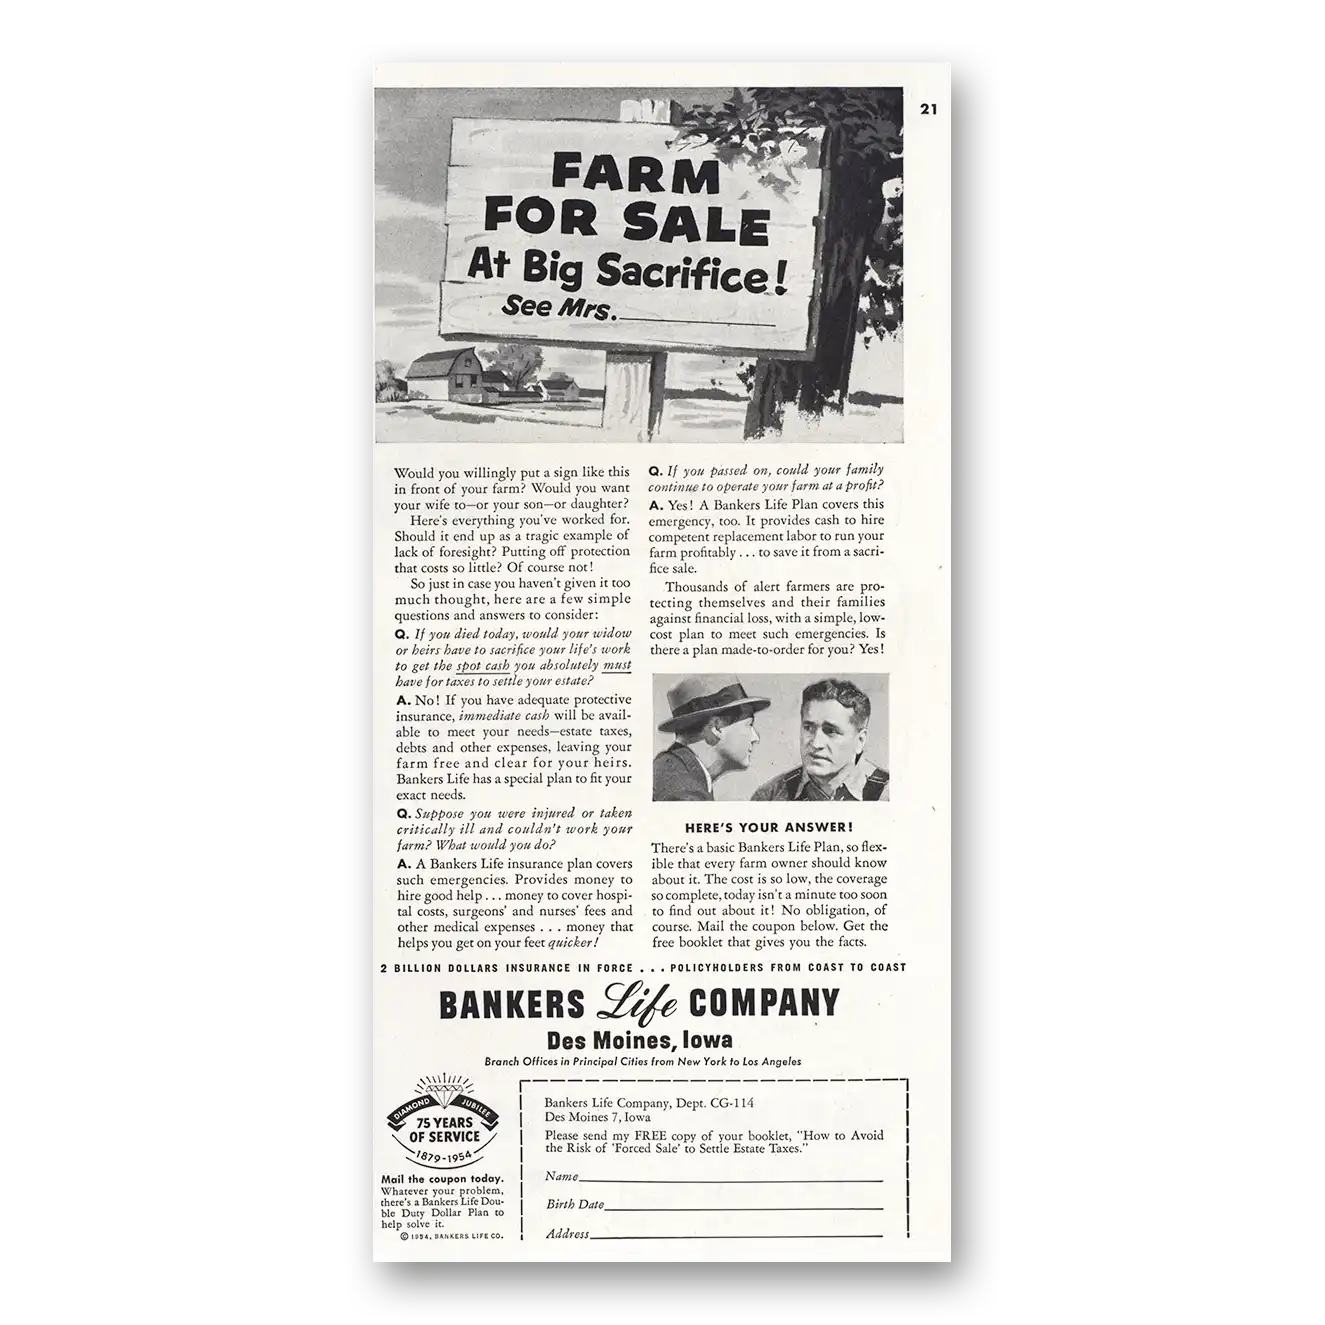 21
FARM
FOR SALE
At Big Sacrifice!
See Mrs.
Would you willingly put a sign like this
in front of your farm? Would you want
your wife to—or your son—or daughter?
Here's everything you've worked for.
Should it end up as a tragic example of
lack of foresight? Putting off protection
that costs so little? Of course not!
So just in case you haven't given it too
much thought, here are a few simple
questions and answers to consider:
Q. If you died today, would your widow
or heirs have to sacrifice your life's work
to get the spot cash you absolutely must
have for taxes to settle your estate?
A. No! If you have adequate protective
insurance, immediate cash will be avail-
able to meet your needs—estate taxes,
debts and other expenses, leaving your
farm free and clear for your heirs.
Bankers Life has a special plan to fit your
exact needs.
Q. Suppose you were injured or taken
critically ill and couldn't work your
farm? What would you do?
A. A Bankers Life insurance plan covers
such emergencies. Provides money to
hire good help . . . money to cover hospi-
tal costs, surgeons' and nurses' fees and
other medical expenses . . . money that
helps you get on your feet quicker!
Q. If you passed on, could your family
continue to operate your farm at a profit?
A. Yes! A Bankers Life Plan covers this
emergency, too. It provides cash to hire
competent replacement labor to run your
farm profitably . . . to save it from a sacri-
fice sale.
Thousands of alert farmers are pro-
tecting themselves and their families
against financial loss, with a simple, low-
cost plan to meet such emergencies. Is
there a plan made-to-order for you? Yes!
HERE'S YOUR ANSWER!
There's a basic Bankers Life Plan, so flex-
ible that every farm owner should know
about it. The cost is so low, the coverage
so complete, today isn't a minute too soon
to find out about it! No obligation, of
course. Mail the coupon below. Get the
free booklet that gives you the facts.
2 BILLION DOLLARS INSURANCE IN FORCE . . . POLICYHOLDERS FROM COAST TO COAST
BANKERS Life COMPANY
Des Moines, Iowa
Branch Offices in Principal Cities from New York to Los Angeles
DIAMOND JUBILEE
75 YEARS
OF SERVICE
1879-1954
Mail the coupon today.
Whatever your problem,
there's a Bankers Life Dou-
ble Duty Dollar Plan to
help solve it.
© 1954, BANKERS LIFE CO.
Bankers Life Company, Dept. CG-114
Des Moines 7, Iowa
Please send my FREE copy of your booklet, "How to Avoid
the Risk of 'Forced Sale' to Settle Estate Taxes."
Name
Birth Date
Address